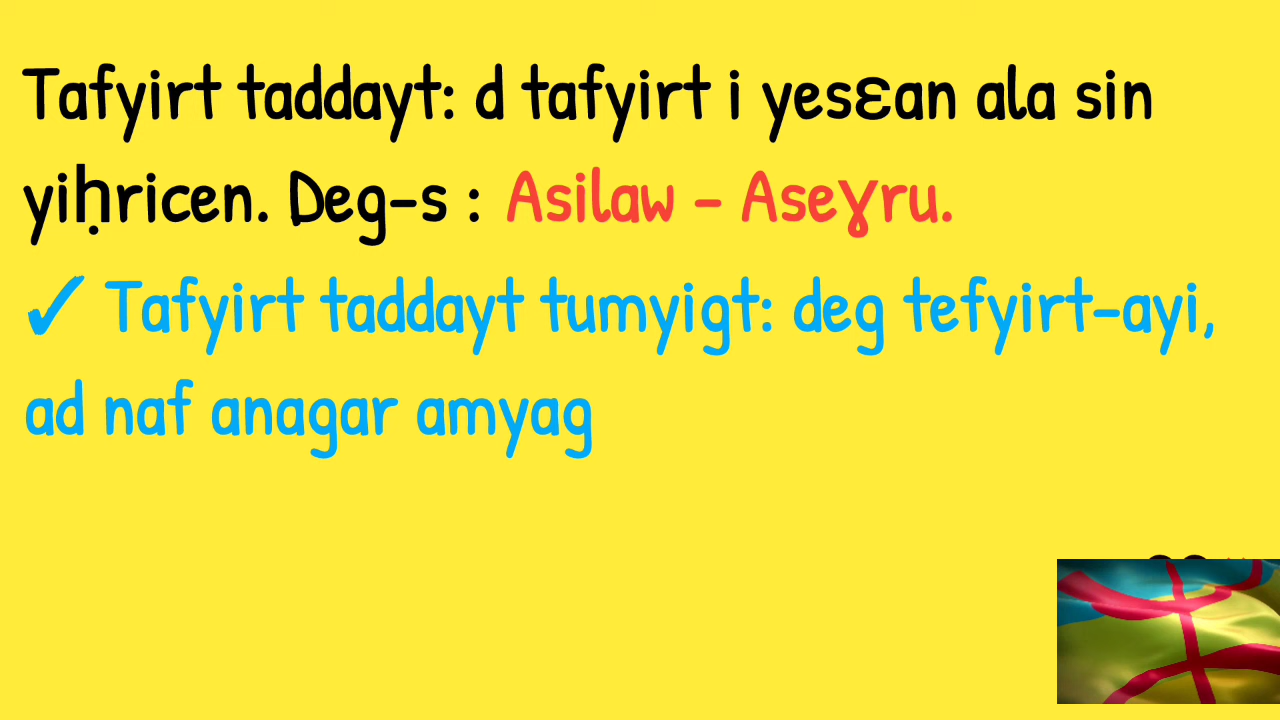 Tafyirt taddayt: d tafyirt i yesɛan ala sin
yiḥricen. Deg-s : Asilaw - Aseɣru.
✓ Tafyirt taddayt tumyigt: deg tefyirt-ayi,
ad naf anagar amyag